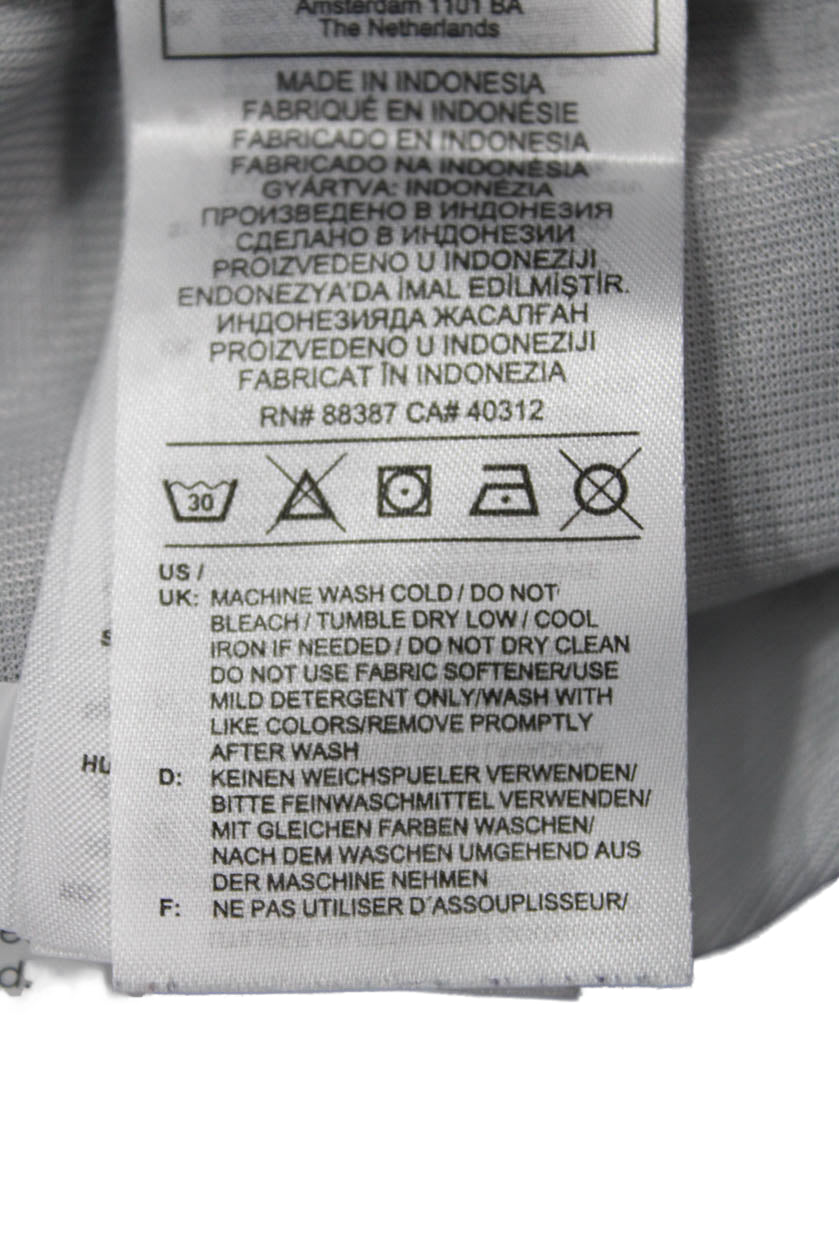 Amsterdam 1101 BA
The Netherlands
MADE IN INDONESIA
FABRIQUÉ EN INDONÉSIE
FABRICADO EN INDONESIA
FABRICADO NA INDONÉSIA
GYÁRTVA: INDONÉZIA
ПРОИЗВЕДЕНО В ИНДОНЕЗИЯ
СДЕЛАНО В ИНДОНЕЗИИ
PROIZVEDENO U INDONEZIJI
ENDONEZYA'DA İMAL EDİLMİŞTİR.
ИНДОНЕЗИЯДА ЖАСАЛҒАН
PROIZVEDENO U INDONEZIJI
FABRICAT ÎN INDONEZIA
RN# 88387 CA# 40312
30
US /
UK: MACHINE WASH COLD / DO NOT
BLEACH / TUMBLE DRY LOW / COOL
IRON IF NEEDED / DO NOT DRY CLEAN
DO NOT USE FABRIC SOFTENER/USE
MILD DETERGENT ONLY/WASH WITH
LIKE COLORS/REMOVE PROMPTLY
AFTER WASH
D: KEINEN WEICHSPUELER VERWENDEN/
BITTE FEINWASCHMITTEL VERWENDEN/
MIT GLEICHEN FARBEN WASCHEN/
NACH DEM WASCHEN UMGEHEND AUS
DER MASCHINE NEHMEN
F: NE PAS UTILISER D´ASSOUPLISSEUR/
HU
d.